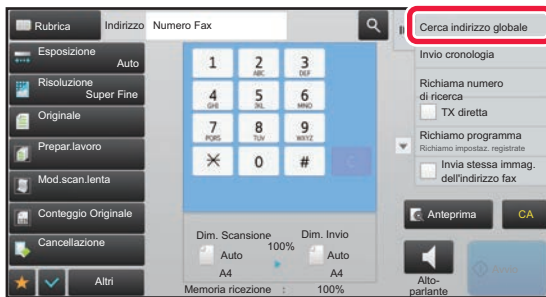 Rubrica
Indirizzo
Numero Fax
Esposizione
Auto
Risoluzione
Super Fine
Originale
Prepar.lavoro
Mod.scan.lenta
Conteggio Originale
Cancellazione
Altri
1
2
ABC
3
DEF
4
GHI
5
JKL
6
MNO
7
PQRS
8
TUV
9
WXYZ
0
#
C
Dim. Scansione
100%
Dim. Invio
Auto
A4
Auto
A4
Memoria ricezione : 100%
Cerca indirizzo globale
Invio cronologia
Richiama numero
di ricerca
TX diretta
Richiamo programma
Richiamo impostaz. registrate
Invia stessa immag.
dell'indirizzo fax
Anteprima
CA
Alto-
parlante
Avvio